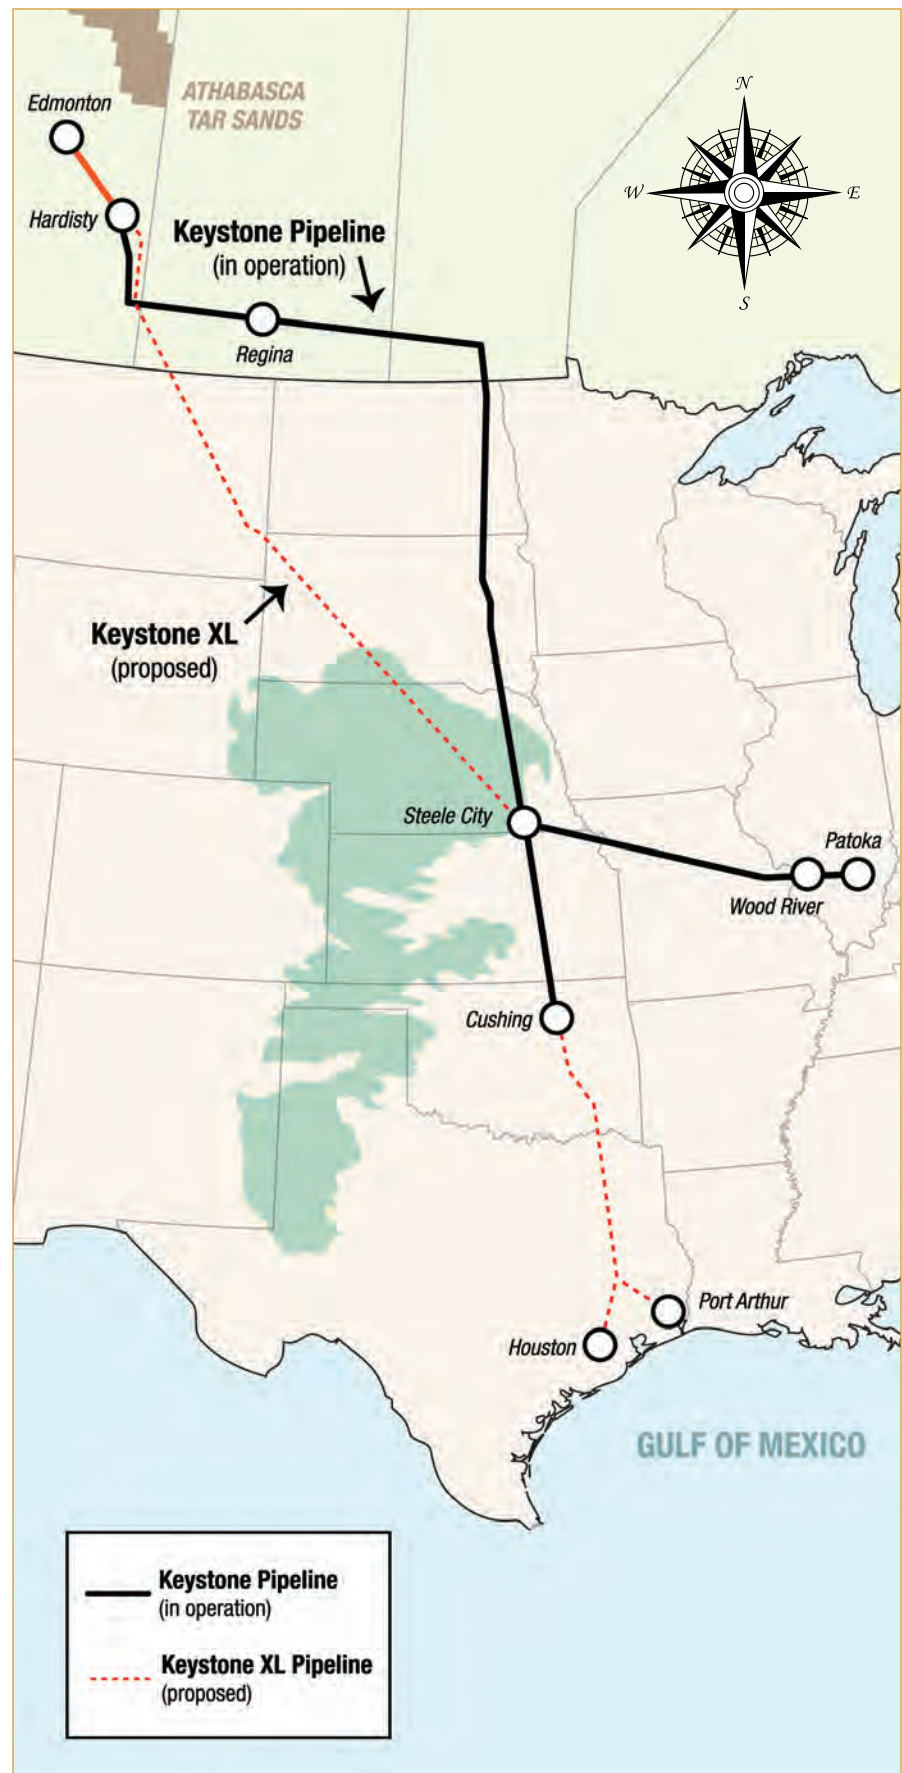 N
ATHABASCA
TAR SANDS
Edmonton
W
E
Hardisty
Keystone Pipeline
(in operation)
S
Regina
Keystone XL
(proposed)
Steele City
Patoka
Wood River
Cushing
Port Arthur
Houston
GULF OF MEXICO
Keystone Pipeline
(in operation)
Keystone XL Pipeline
(proposed)